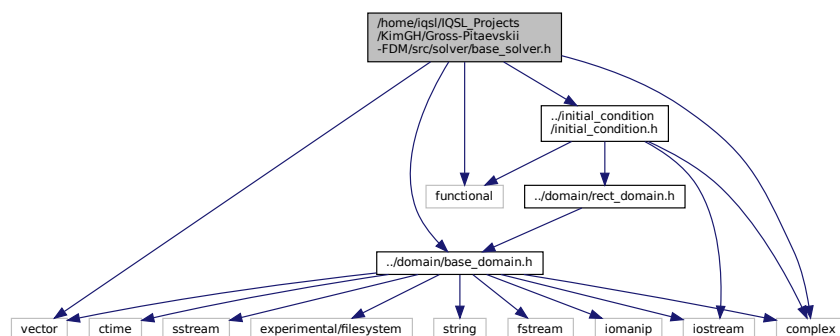 /home/iqsl/IQSL_Projects
/KimGH/Gross-Pitaevskii
-FDM/src/solver/base_solver.h
../initial_condition
/initial_condition.h
functional
../domain/rect_domain.h
../domain/base_domain.h
vector
ctime
sstream
experimental/filesystem
string
fstream
iomanip
iostream
complex